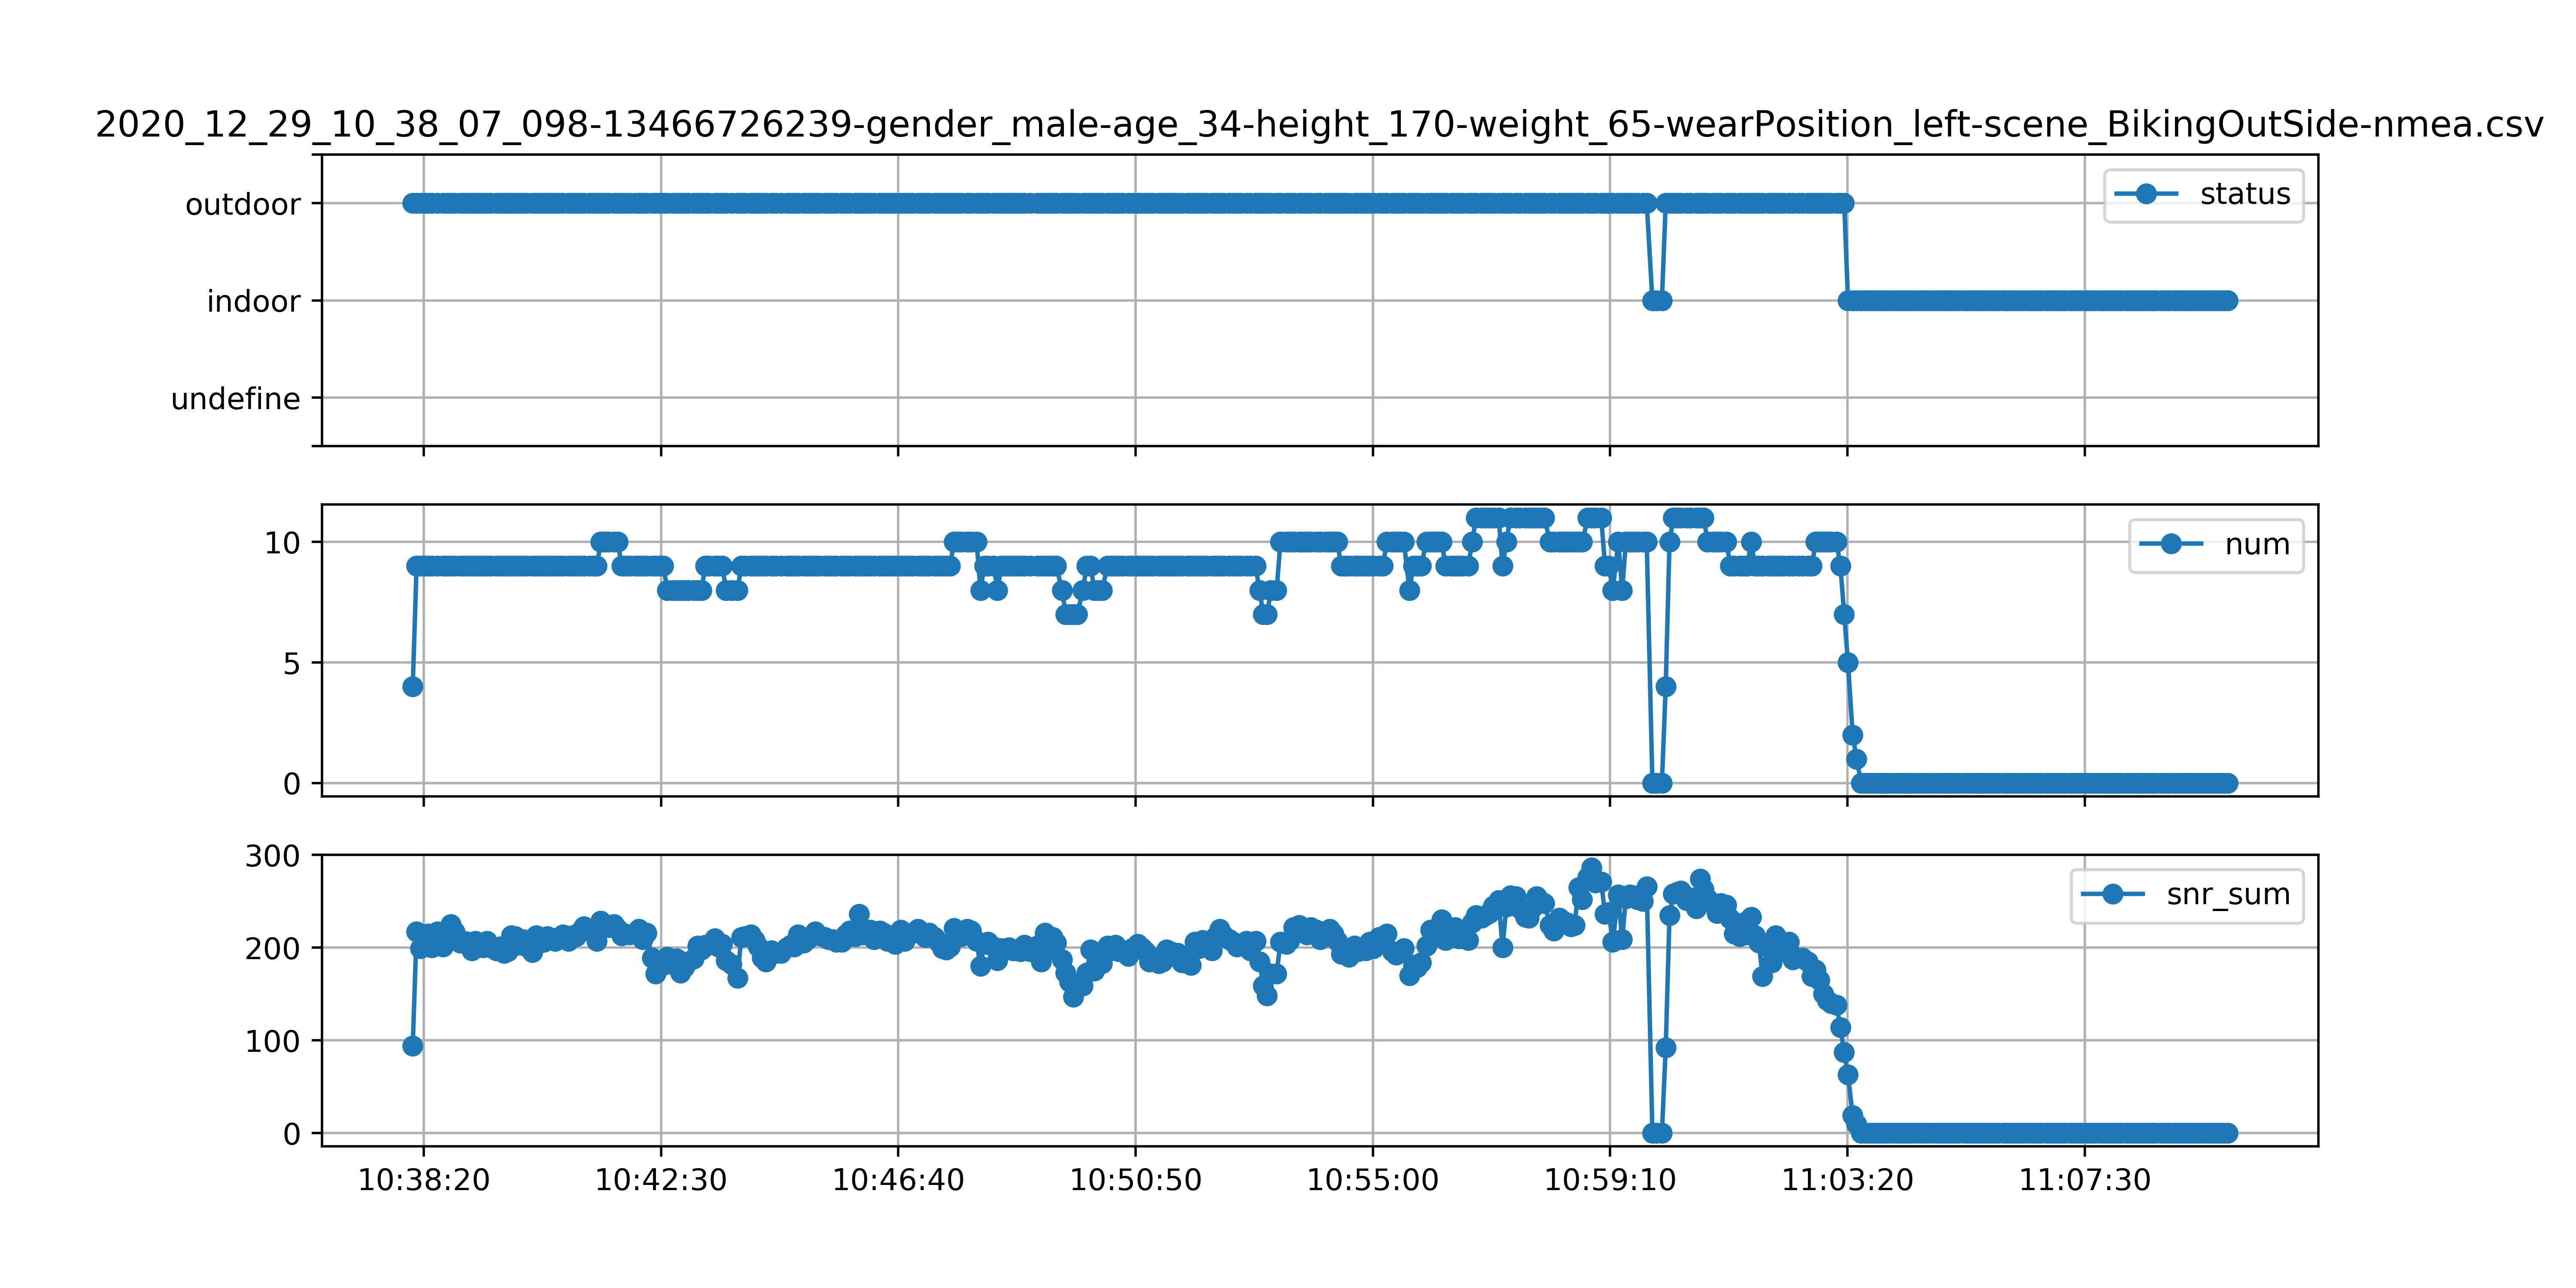 2020_12_29_10_38_07_098-13466726239-gender_male-age_34-height_170-weight_65-wearPosition_left-scene_BikingOutSide-nmea.csv
outdoor
indoor
undefine
status
10
5
0
num
300
200
100
0
snr_sum
10:38:20 10:42:30 10:46:40 10:50:50 10:55:00 10:59:10 11:03:20 11:07:30